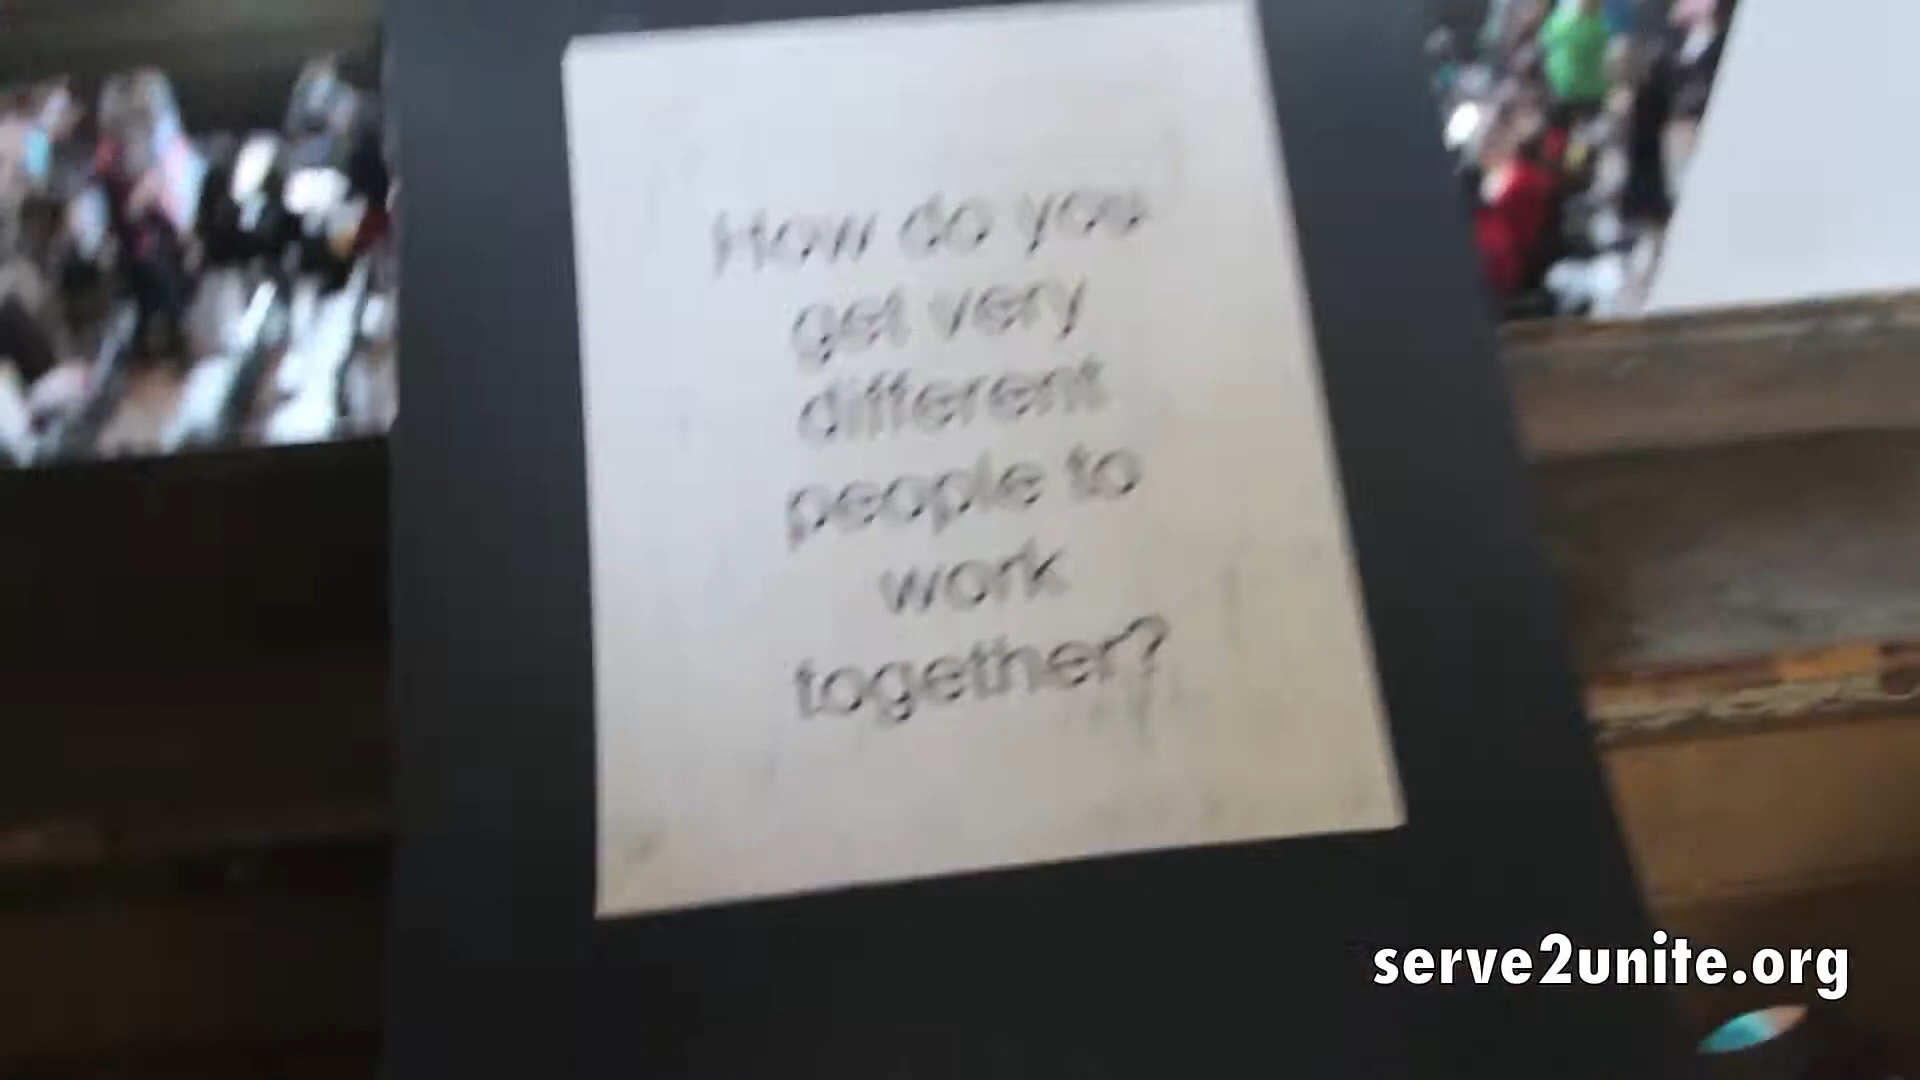 How do you
get very
different
people to
work
together?
serve2unite.org